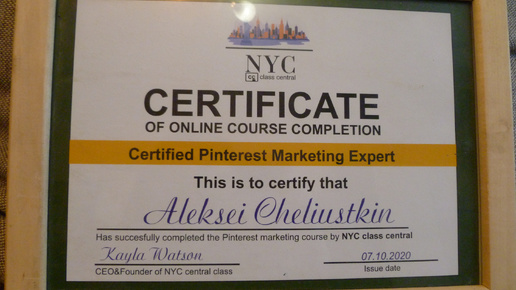 NYC
cc class central
CERTIFICATE
OF ONLINE COURSE COMPLETION
Certified Pinterest Marketing Expert
This is to certify that
Aleksei Cheliustkin
Has succesfully completed the Pinterest marketing course by NYC class central
Kayla Watson
07.10.2020
CEO&Founder of NYC central class
Issue date